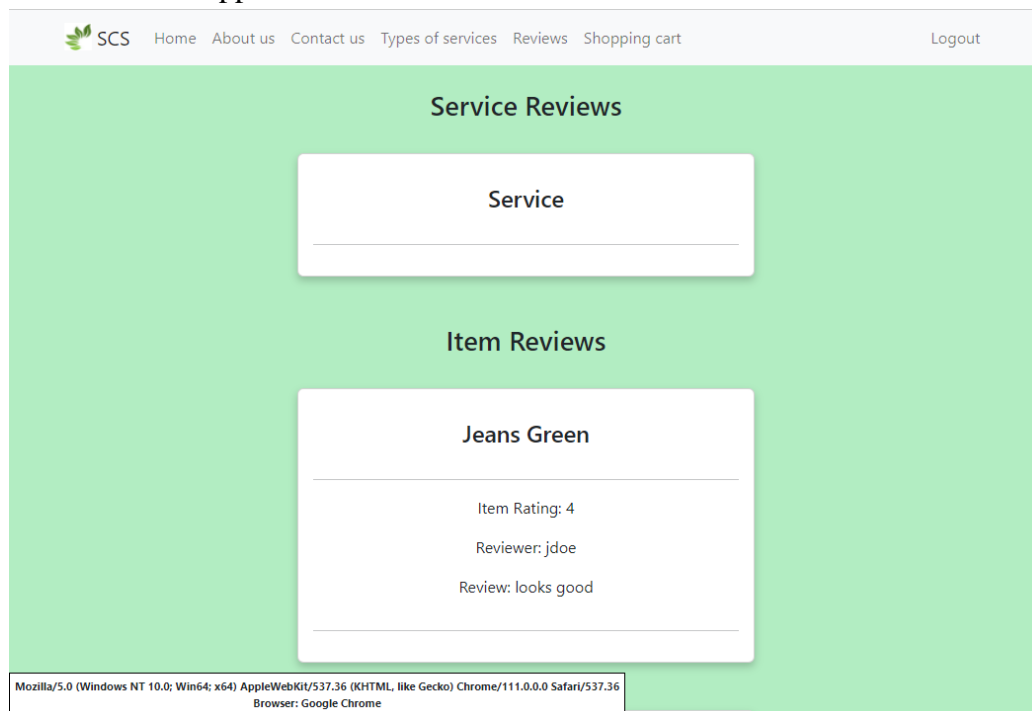 SCS Home About us Contact us Types of services Reviews Shopping cart Logout
Service Reviews
Service
Item Reviews
Jeans Green
Item Rating: 4
Reviewer: jdoe
Review: looks good
Mozilla/5.0 (Windows NT 10.0; Win64; x64) AppleWebKit/537.36 (KHTML, like Gecko) Chrome/111.0.0.0 Safari/537.36
Browser: Google Chrome